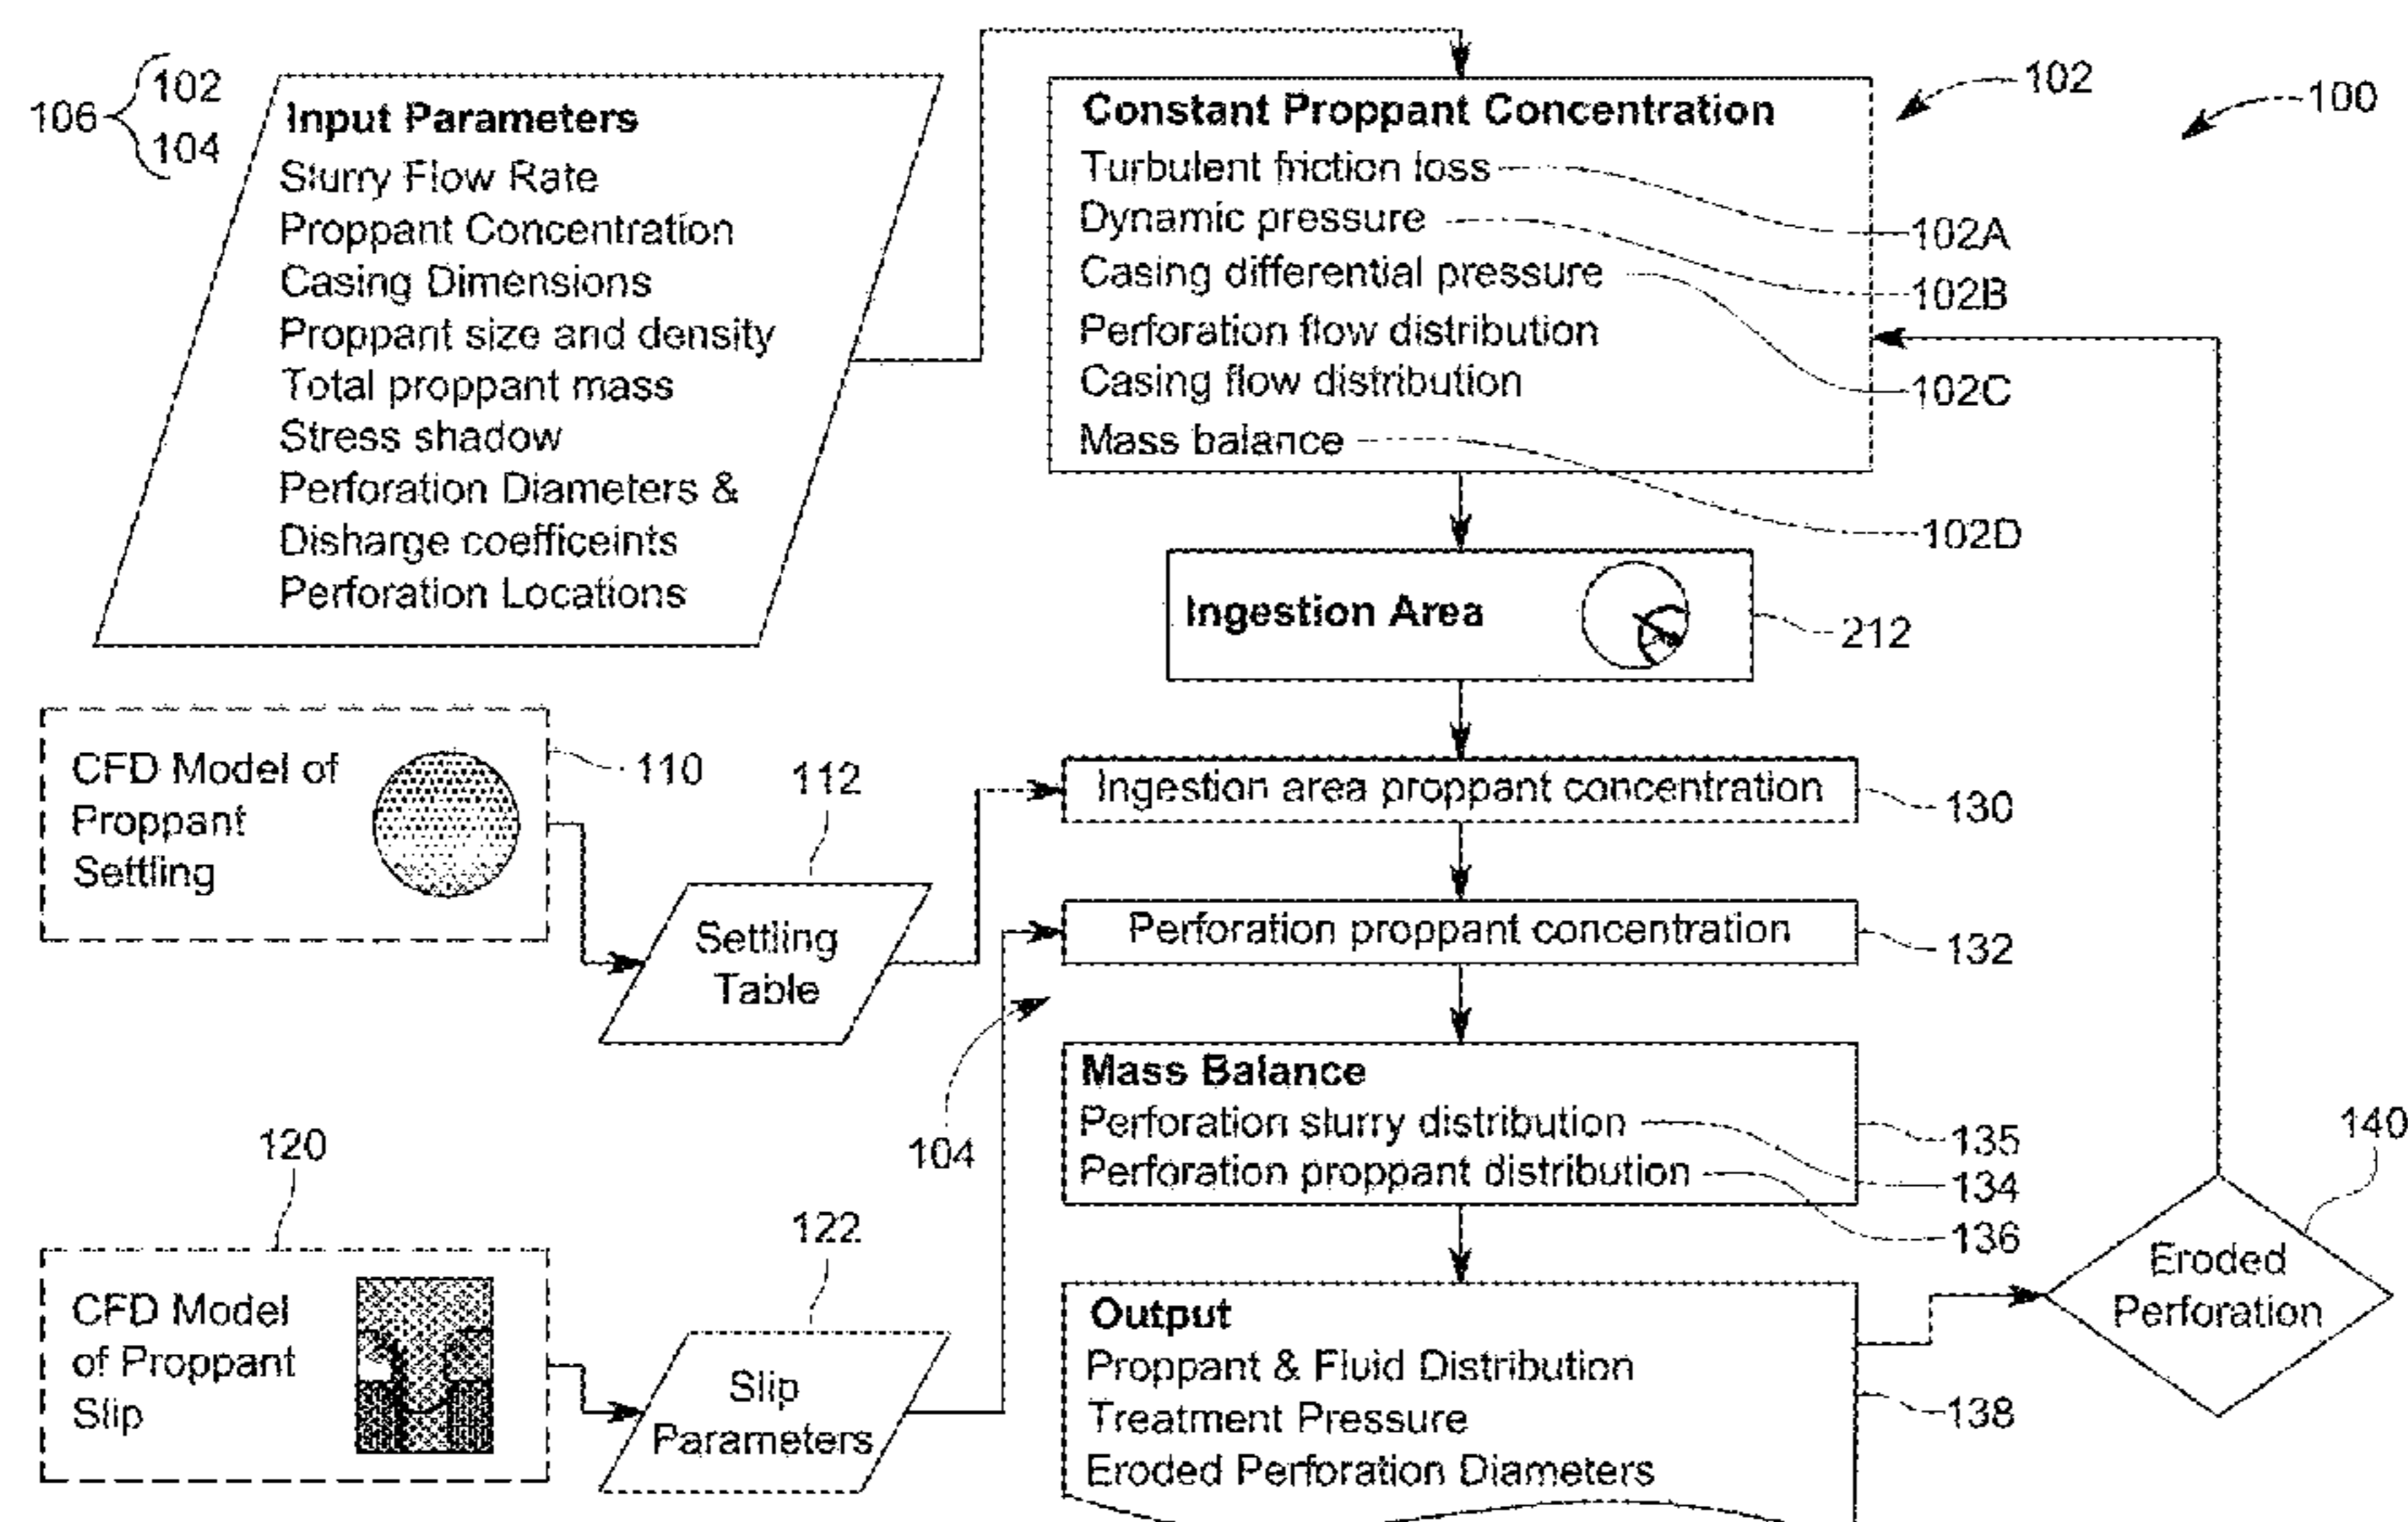 106
102
104
Input Parameters
Slurry Flow Rate
Proppant Concentration
Casing Dimensions
Proppant size and density
Total proppant mass
Stress shadow
Perforation Diameters &
Disharge coefficeints
Perforation Locations
Constant Proppant Concentration
Turbulent friction loss
Dynamic pressure
Casing differential pressure
Perforation flow distribution
Casing flow distribution
Mass balance
102
100
102A
102B
102C
102D
Ingestion Area
212
CFD Model of
Proppant
Settling
110
112
Settling
Table
Ingestion area proppant concentration
130
Perforation proppant concentration
132
104
Mass Balance
Perforation slurry distribution
Perforation proppant distribution
135
134
136
120
CFD Model
of Proppant
Slip
122
Slip
Parameters
Output
Proppant & Fluid Distribution
Treatment Pressure
Eroded Perforation Diameters
138
140
Eroded
Perforation